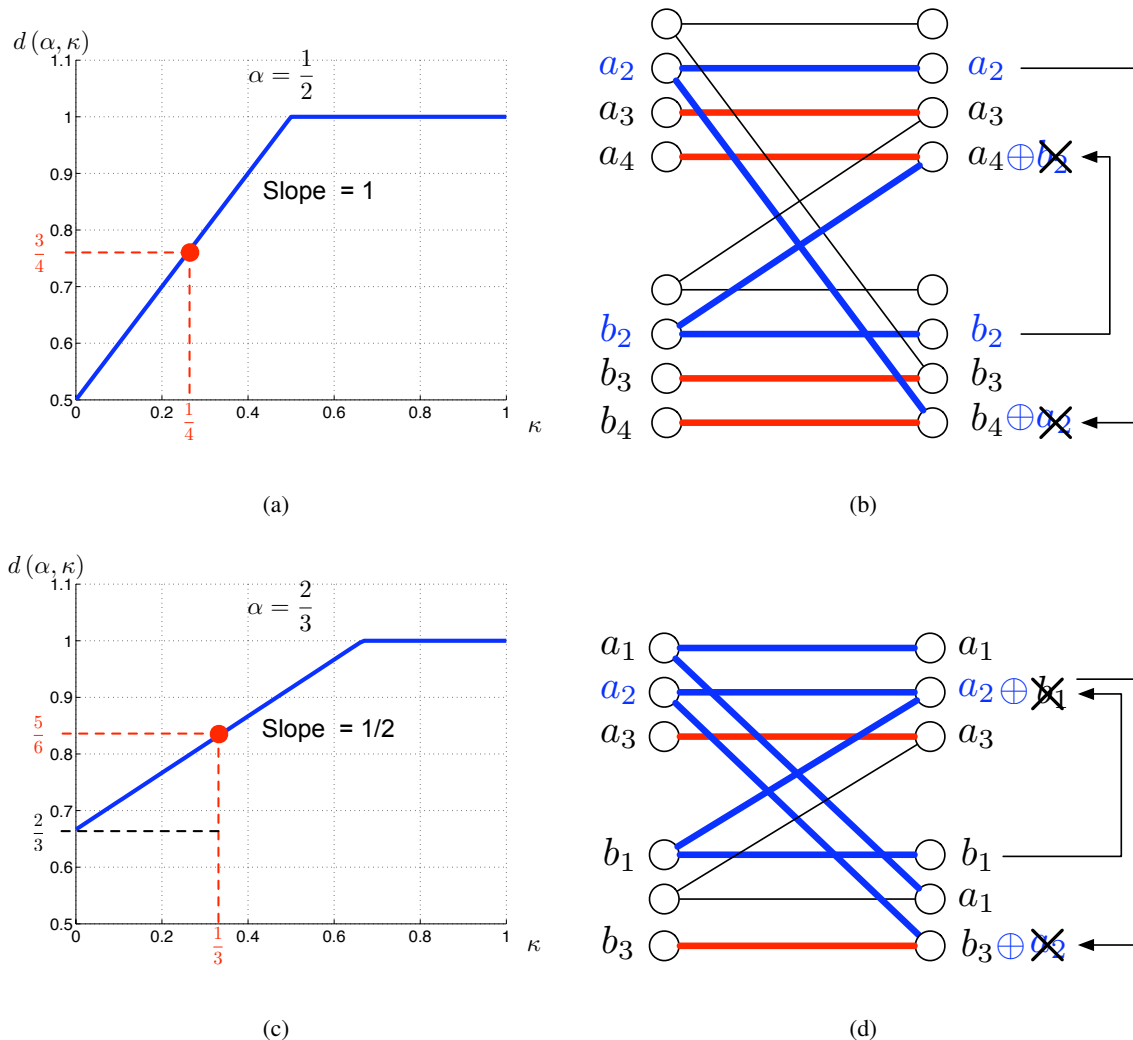 d (α, κ)
1.1
1
0.9
0.8
0.7
0.6
0.5
0 0.2 0.4 0.6 0.8 1
α = 1/2
Slope = 1
3/4
1/4
κ
(a)
a₂ a₂
a₃ a₃
a₄ a₄⊕b₂
b₂ b₂
b₃ b₃
b₄ b₄⊕a₂
(b)
d (α, κ)
1.1
1
0.9
0.8
0.7
0.6
0.5
0 0.2 0.4 0.6 0.8 1
α = 2/3
Slope = 1/2
5/6
2/3
1/3
κ
(c)
a₁ a₁
a₂ a₂⊕b₁
a₃ a₃
b₁ b₁
a₁
b₃ b₃⊕a₂
(d)